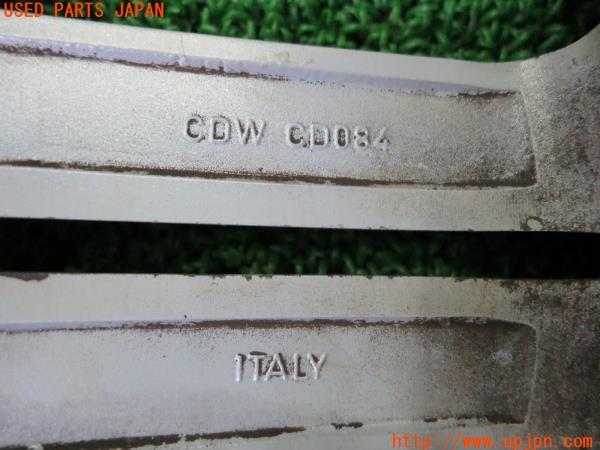 USED PARTS JAPAN
CDW CD084
ITALY
http://www.upjpn.com/